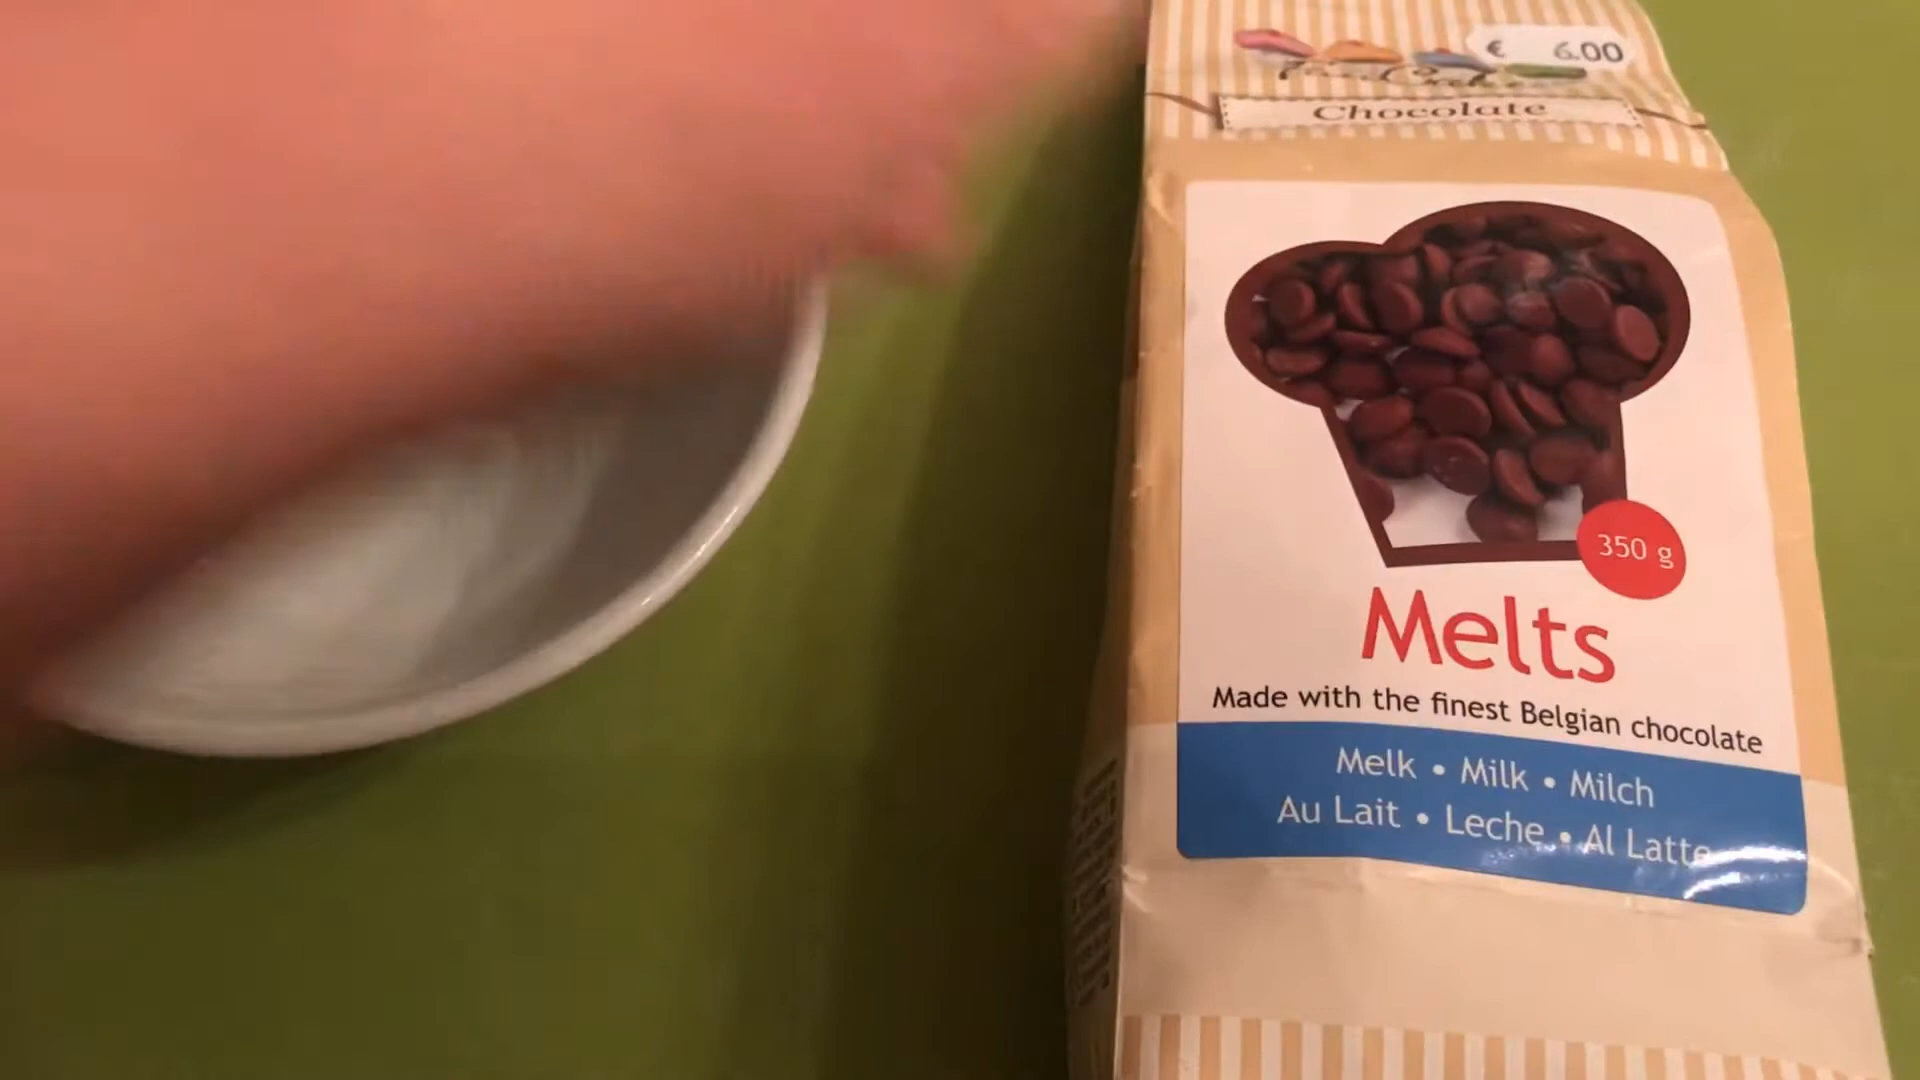 € 6.00
Chocolate
350 g
Melts
Made with the finest Belgian chocolate
Melk • Milk • Milch
Au Lait • Leche • Al Latte